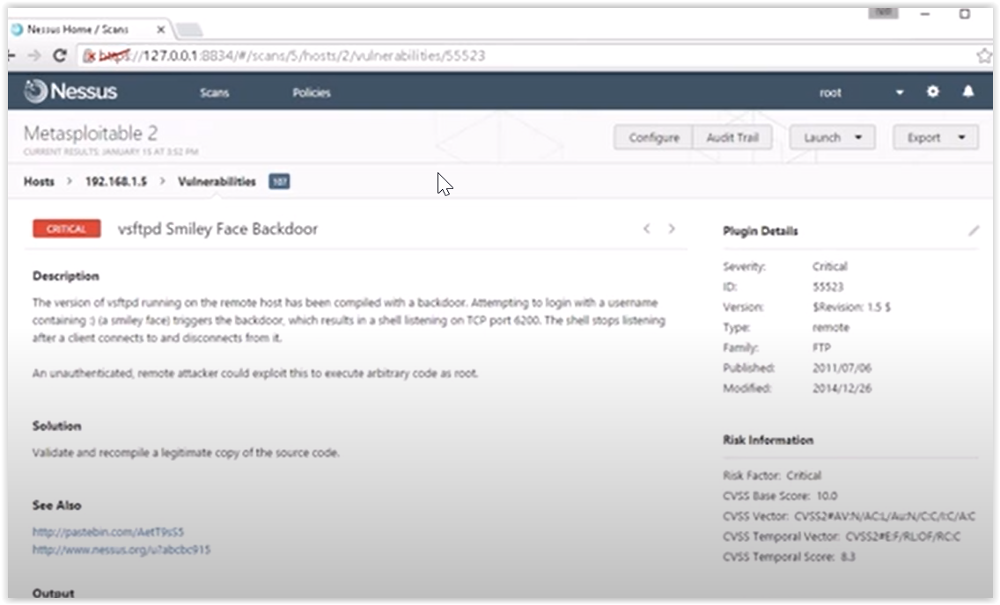 Nessus Home / Scans
https://127.0.0.1:8834/#/scans/5/hosts/2/vulnerabilities/55523
Nessus Scans Policies root
Metasploitable 2
Configure Audit Trail Launch Export
CURRENT RESULTS: JANUARY 15 AT 3:52 PM
Hosts > 192.168.1.5 > Vulnerabilities 107
CRITICAL vsftpd Smiley Face Backdoor
Description
The version of vsftpd running on the remote host has been compiled with a backdoor. Attempting to login with a username
containing :) (a smiley face) triggers the backdoor, which results in a shell listening on TCP port 6200. The shell stops listening
after a client connects to and disconnects from it.
An unauthenticated, remote attacker could exploit this to execute arbitrary code as root.
Solution
Validate and recompile a legitimate copy of the source code.
See Also
http://pastebin.com/AetT9sS5
http://www.nessus.org/u?abcbc915
Output
Plugin Details
Severity: Critical
ID: 55523
Version: $Revision: 1.5 $
Type: remote
Family: FTP
Published: 2011/07/06
Modified: 2014/12/26
Risk Information
Risk Factor: Critical
CVSS Base Score: 10.0
CVSS Vector: CVSS2#AV:N/AC:L/Au:N/C:C/I:C/A:C
CVSS Temporal Vector: CVSS2#E:F/RL:OF/RC:C
CVSS Temporal Score: 8.3